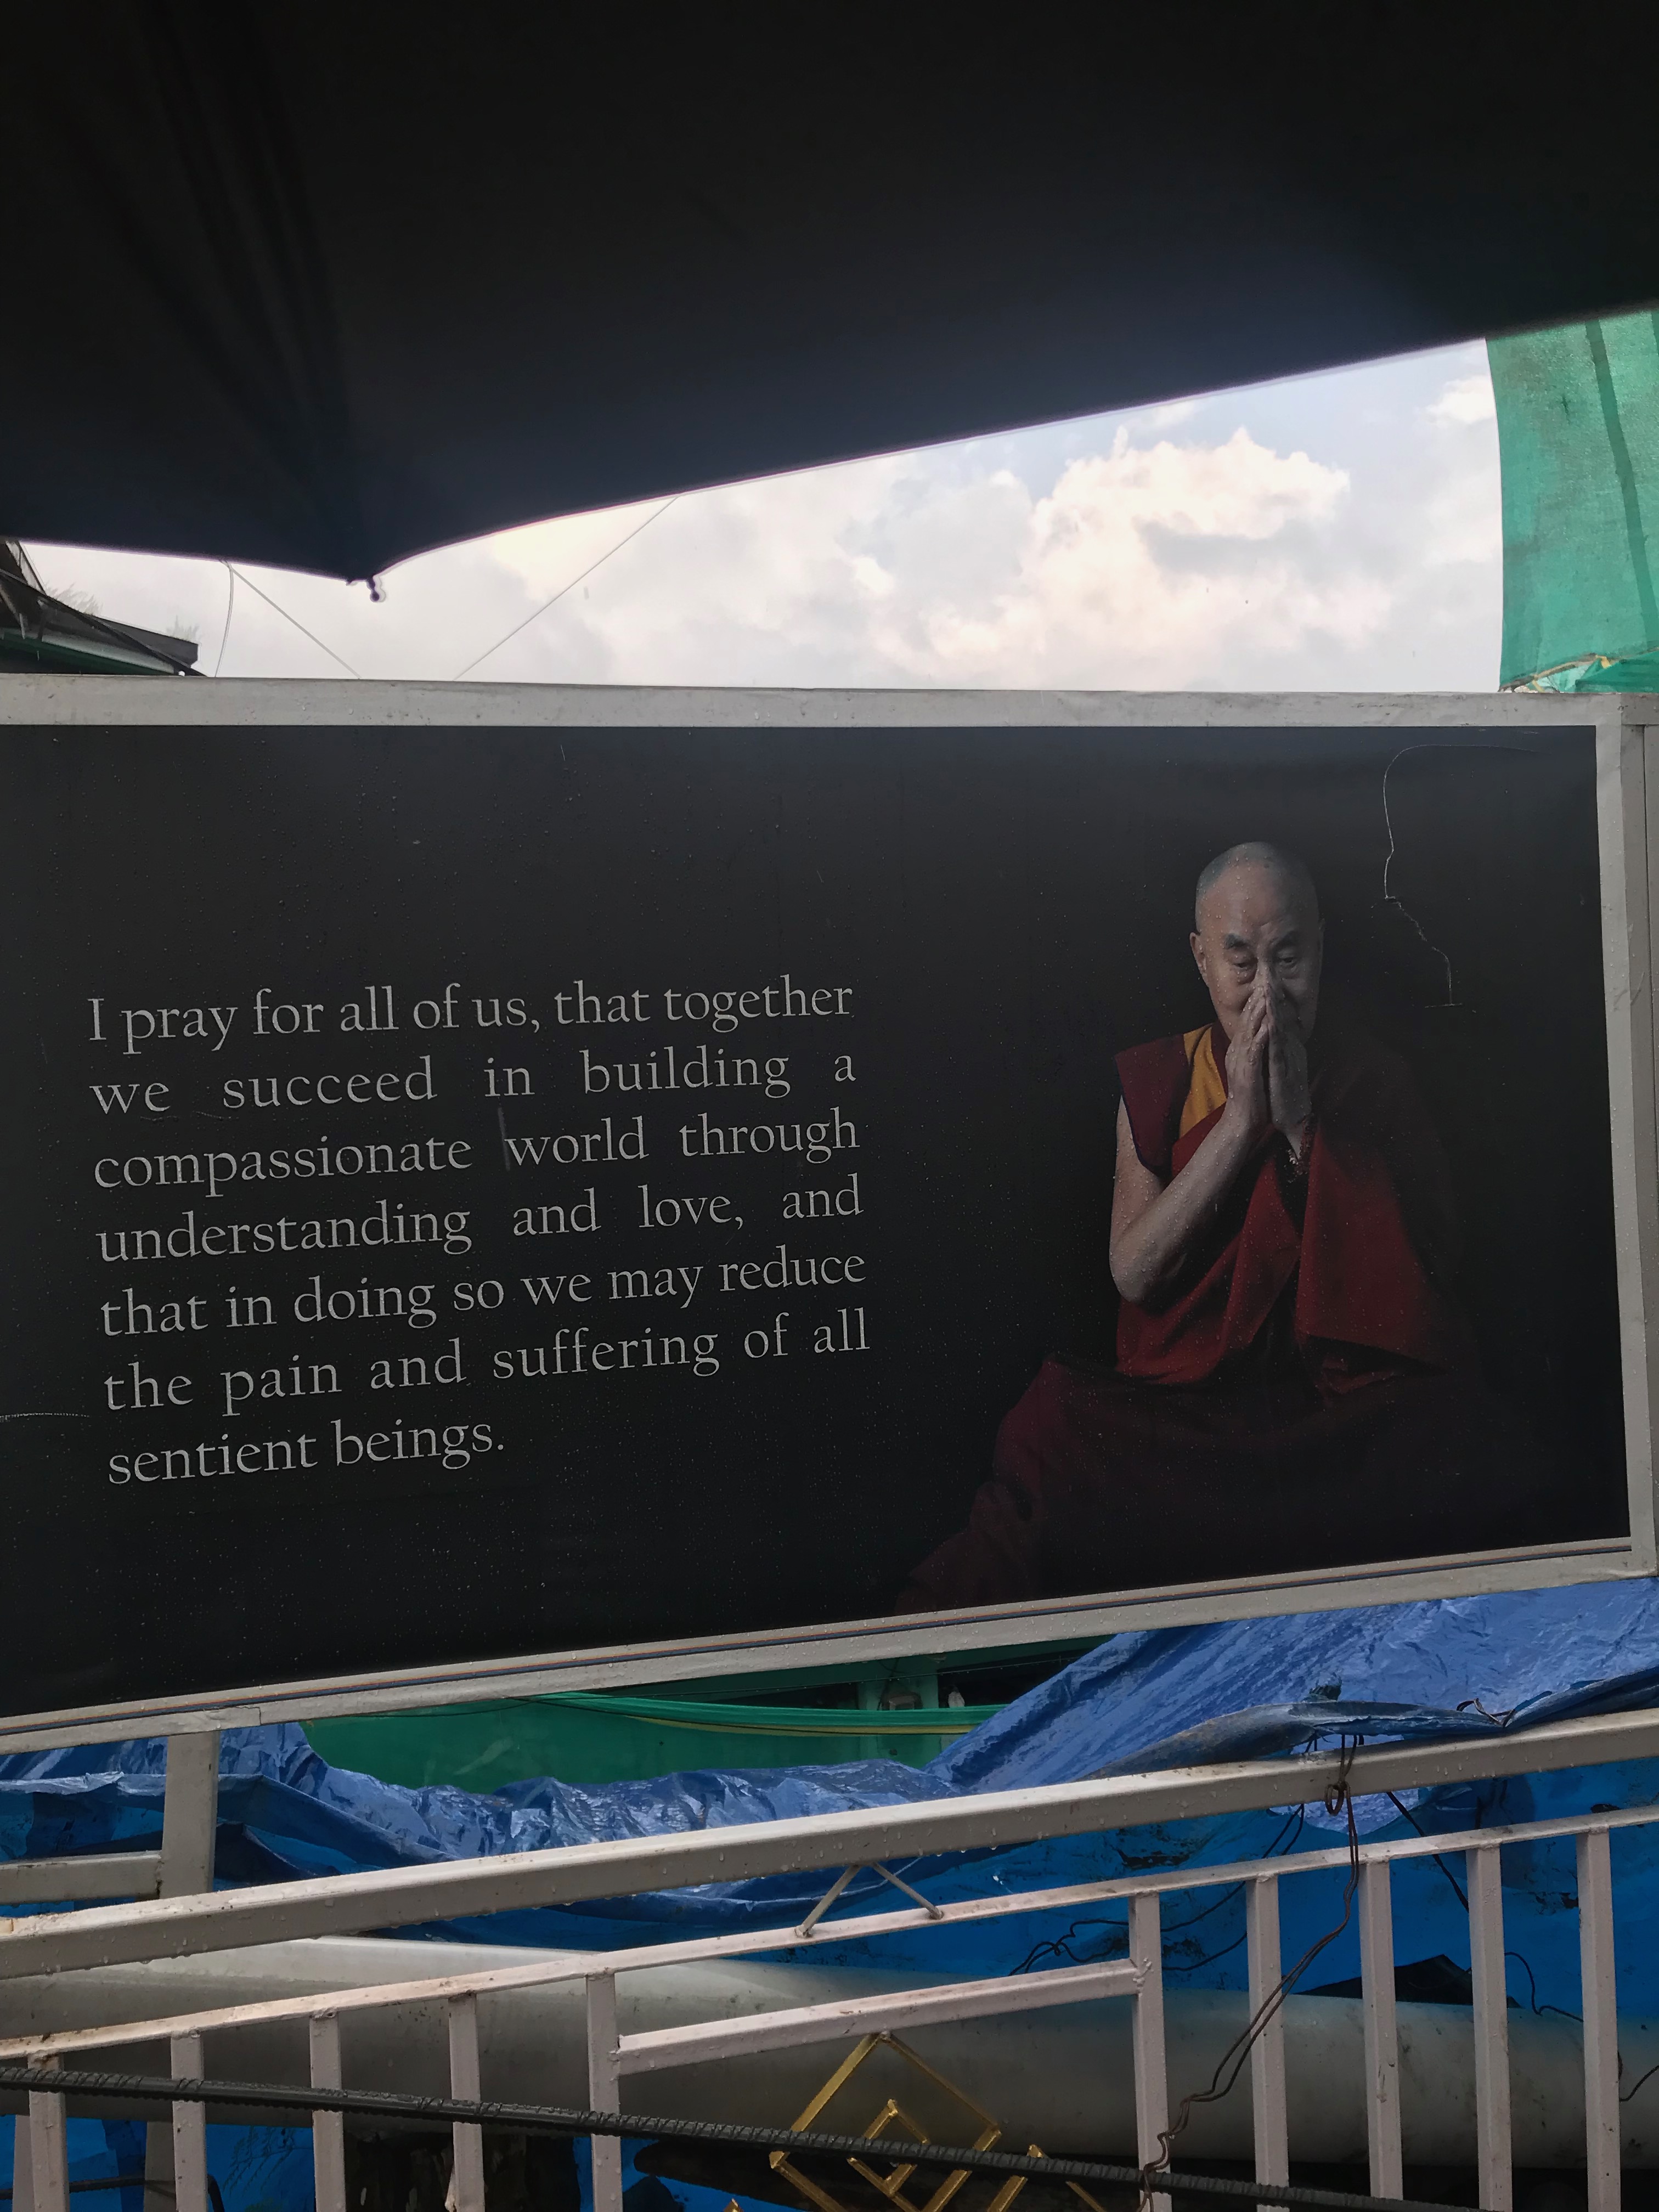 I pray for all of us, that together
we succeed in building a
compassionate world through
understanding and love, and
that in doing so we may reduce
the pain and suffering of all
sentient beings.